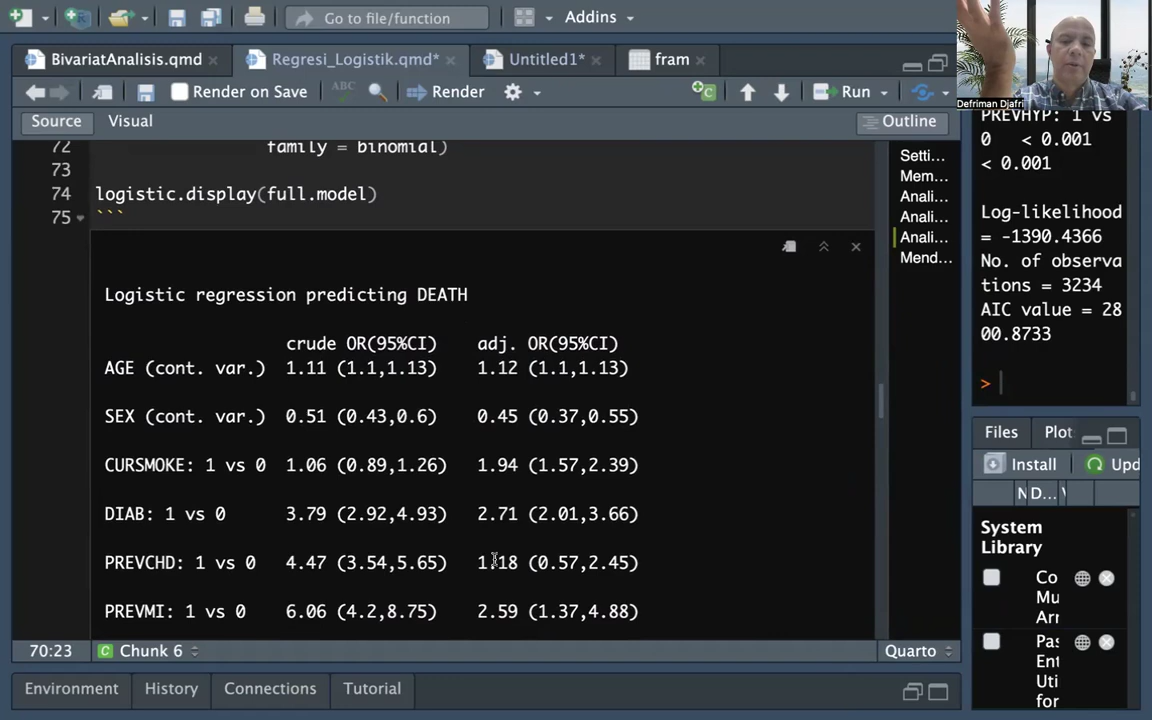 Go to file/function
Addins
BivariatAnalisis.qmd
Regresi_Logistik.qmd*
Untitled1*
fram
Render on Save
ABC
Render
Run
Source
Visual
Outline
72 family = binomial)
73
74 logistic.display(full.model)
75 ```
Logistic regression predicting DEATH
crude OR(95%CI) adj. OR(95%CI)
AGE (cont. var.) 1.11 (1.1,1.13) 1.12 (1.1,1.13)
SEX (cont. var.) 0.51 (0.43,0.6) 0.45 (0.37,0.55)
CURSMOKE: 1 vs 0 1.06 (0.89,1.26) 1.94 (1.57,2.39)
DIAB: 1 vs 0 3.79 (2.92,4.93) 2.71 (2.01,3.66)
PREVCHD: 1 vs 0 4.47 (3.54,5.65) 1.18 (0.57,2.45)
PREVMI: 1 vs 0 6.06 (4.2,8.75) 2.59 (1.37,4.88)
70:23
Chunk 6
Quarto
Environment
History
Connections
Tutorial
Setti...
Mem...
Anali...
Anali...
Anali...
Mend...
Defriman Djafri
PREVHYP: 1 vs
0 < 0.001
< 0.001
Log-likelihood
= -1390.4366
No. of observa
tions = 3234
AIC value = 28
00.8733
>
Files
Plot
Install
Upd
D...
System
Library
Co
Mu
Arr
Pas
Ent
Uti
for